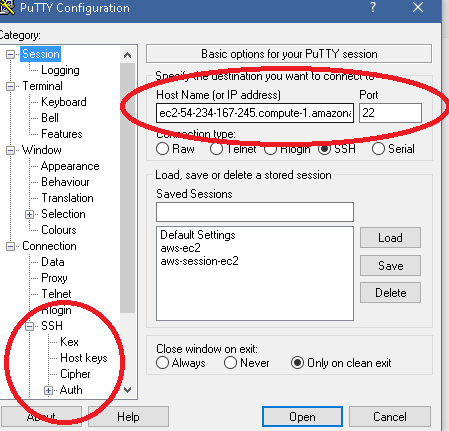 PuTTY Configuration
?
Category:
Session
Logging
Terminal
Keyboard
Bell
Features
Window
Appearance
Behaviour
Translation
Selection
Colours
Connection
Data
Proxy
Telnet
Rlogin
SSH
Kex
Host keys
Cipher
Auth
Basic options for your PuTTY session
Specify the destination you want to connect to
Host Name (or IP address) Port
ec2-54-234-167-245.compute-1.amazona 22
Connection type:
Raw Telnet Rlogin SSH Serial
Load, save or delete a stored session
Saved Sessions
Default Settings
aws-ec2
aws-session-ec2
Load
Save
Delete
Close window on exit:
Always Never Only on clean exit
About Help Open Cancel